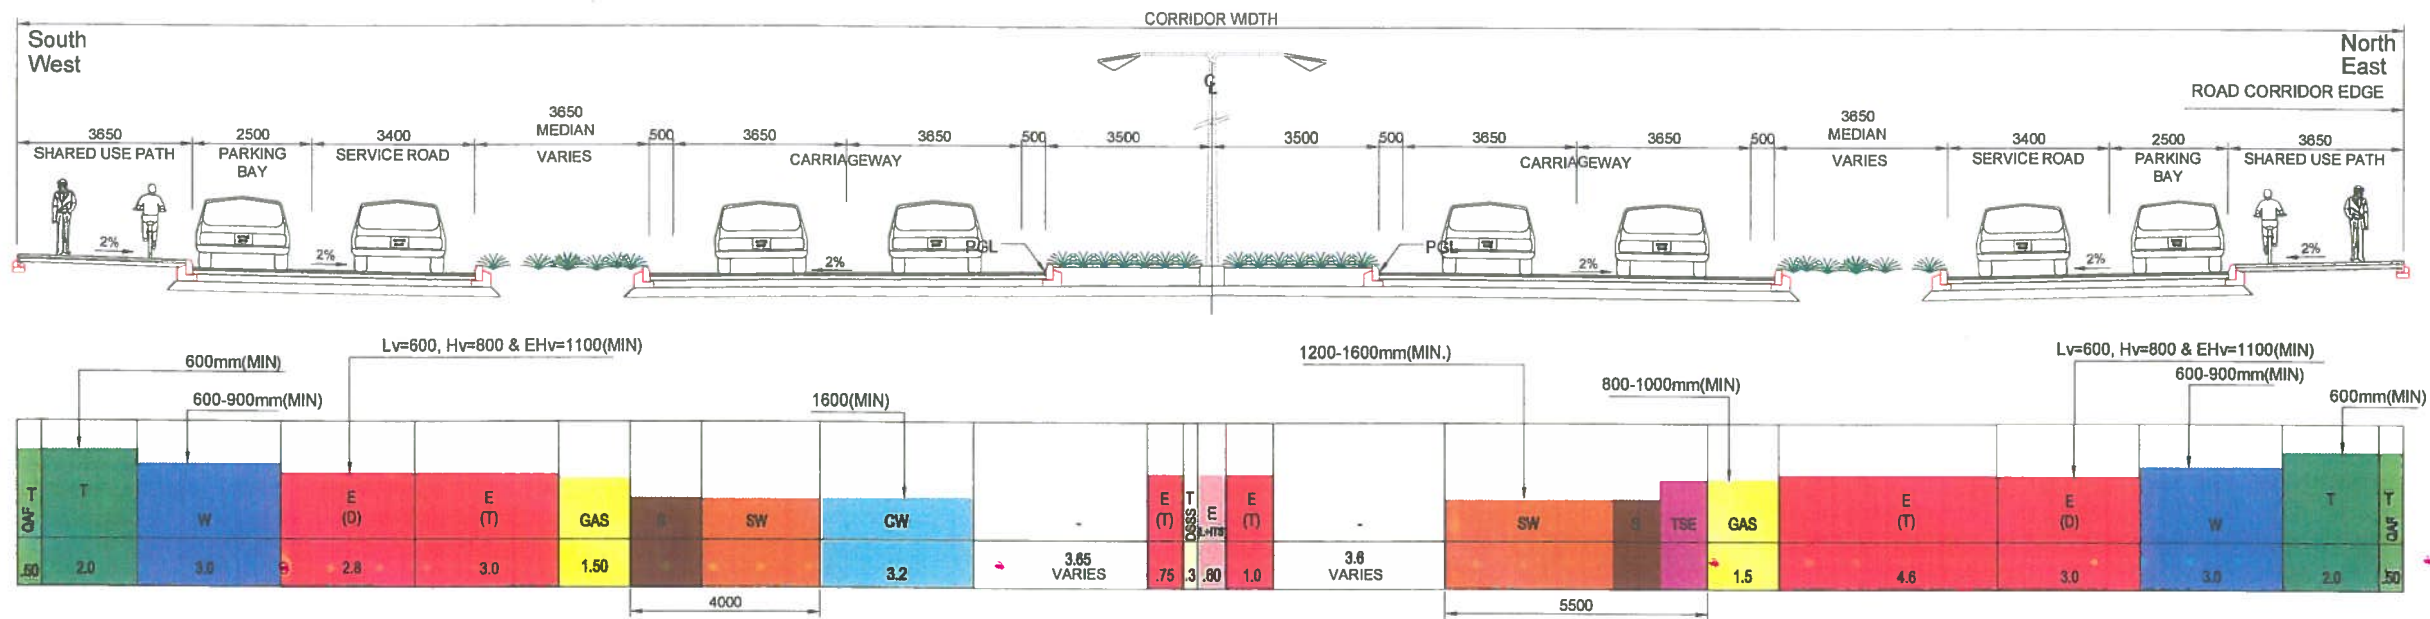 CORRIDOR WIDTH
South
West
North
East
ROAD CORRIDOR EDGE
℄
3650
SHARED USE PATH
2500
PARKING
BAY
3400
SERVICE ROAD
3650
MEDIAN
VARIES
500
3650
CARRIAGEWAY
3650
500
3500
3500
500
3650
CARRIAGEWAY
3650
500
3650
MEDIAN
VARIES
3400
SERVICE ROAD
2500
PARKING
BAY
3650
SHARED USE PATH
2%
2%
2%
PGL
PGL
2%
2%
2%
600mm(MIN)
Lv=600, Hv=800 & EHv=1100(MIN)
600-900mm(MIN)
1600(MIN)
1200-1600mm(MIN.)
800-1000mm(MIN)
Lv=600, Hv=800 & EHv=1100(MIN)
600-900mm(MIN)
600mm(MIN)
T
QAF
.50
T
2.0
W
3.0
E
(D)
2.8
E
(T)
3.0
GAS
1.50
S
SW
CW
3.2
-
3.65
VARIES
E
(T)
.75
T
DSSS
.3
E
L+ITS
.60
E
(T)
1.0
-
3.6
VARIES
SW
S
TSE
GAS
1.5
E
(T)
4.6
E
(D)
3.0
W
3.0
T
2.0
T
QAF
.50
4000
5500